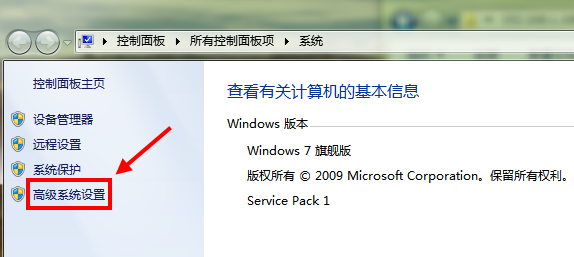 控制面板 ▶ 所有控制面板项 ▶ 系统
控制面板主页
设备管理器
远程设置
系统保护
高级系统设置
查看有关计算机的基本信息
Windows 版本
Windows 7 旗舰版
版权所有 © 2009 Microsoft Corporation。保留所有权利。
Service Pack 1